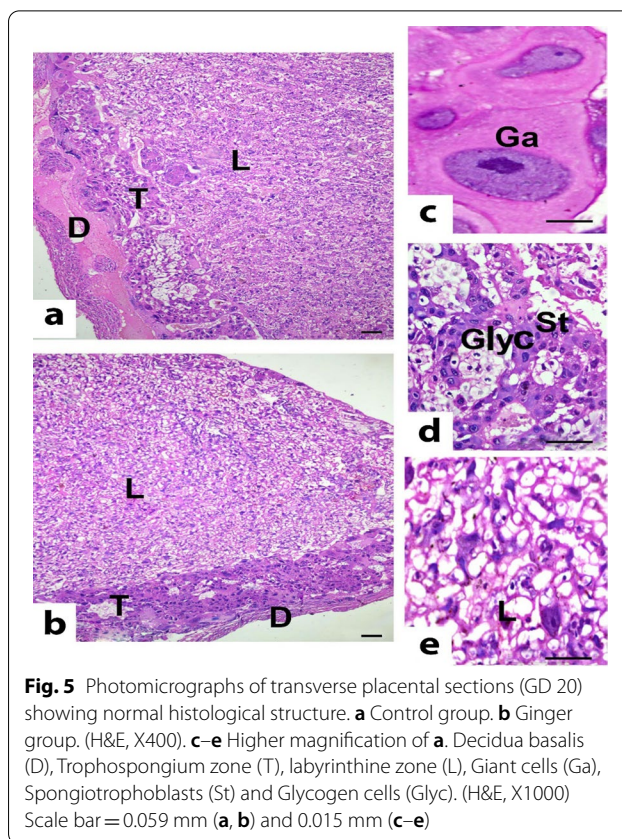 L
T
D
a
Ga
c
Glyc
St
d
L
T
D
b
L
e
Fig. 5 Photomicrographs of transverse placental sections (GD 20)
showing normal histological structure. a Control group. b Ginger
group. (H&E, X400). c–e Higher magnification of a. Decidua basalis
(D), Trophospongium zone (T), labyrinthine zone (L), Giant cells (Ga),
Spongiotrophoblasts (St) and Glycogen cells (Glyc). (H&E, X1000)
Scale bar = 0.059 mm (a, b) and 0.015 mm (c–e)